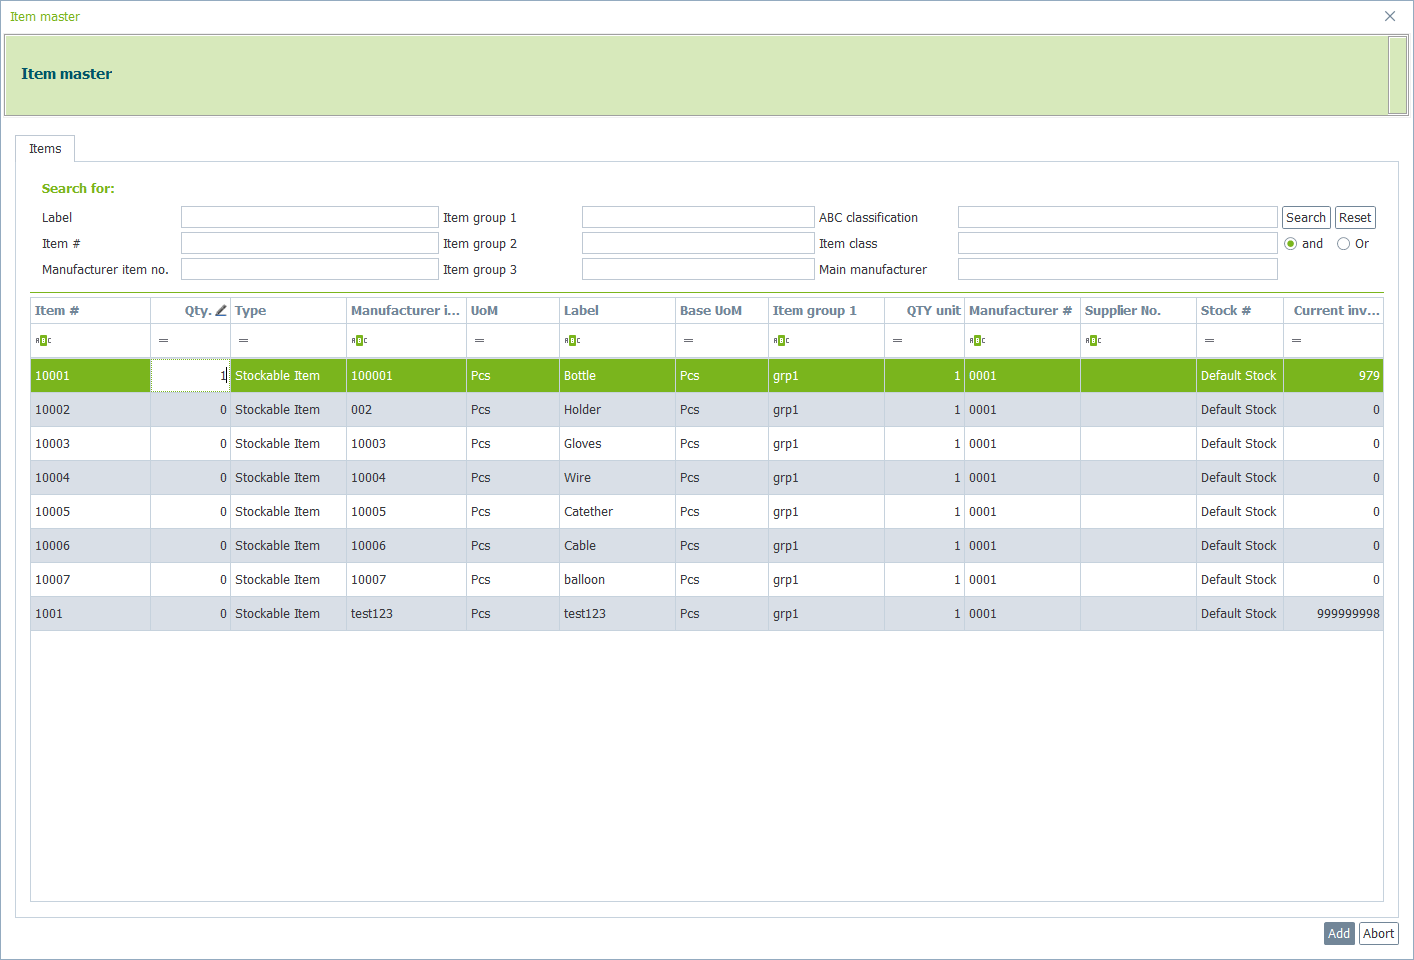 Item master
Item master
Items
Search for:
Label Item group 1 ABC classification Search Reset
Item # Item group 2 Item class and Or
Manufacturer item no. Item group 3 Main manufacturer
Item # Qty. Type Manufacturer i... UoM Label Base UoM Item group 1 QTY unit Manufacturer # Supplier No. Stock # Current inv...
ABC = = ABC = ABC = ABC = ABC ABC = =
10001 1 Stockable Item 100001 Pcs Bottle Pcs grp1 1 0001 Default Stock 979
10002 0 Stockable Item 002 Pcs Holder Pcs grp1 1 0001 Default Stock 0
10003 0 Stockable Item 10003 Pcs Gloves Pcs grp1 1 0001 Default Stock 0
10004 0 Stockable Item 10004 Pcs Wire Pcs grp1 1 0001 Default Stock 0
10005 0 Stockable Item 10005 Pcs Catether Pcs grp1 1 0001 Default Stock 0
10006 0 Stockable Item 10006 Pcs Cable Pcs grp1 1 0001 Default Stock 0
10007 0 Stockable Item 10007 Pcs balloon Pcs grp1 1 0001 Default Stock 0
1001 0 Stockable Item test123 Pcs test123 Pcs grp1 1 0001 Default Stock 999999998
Add Abort